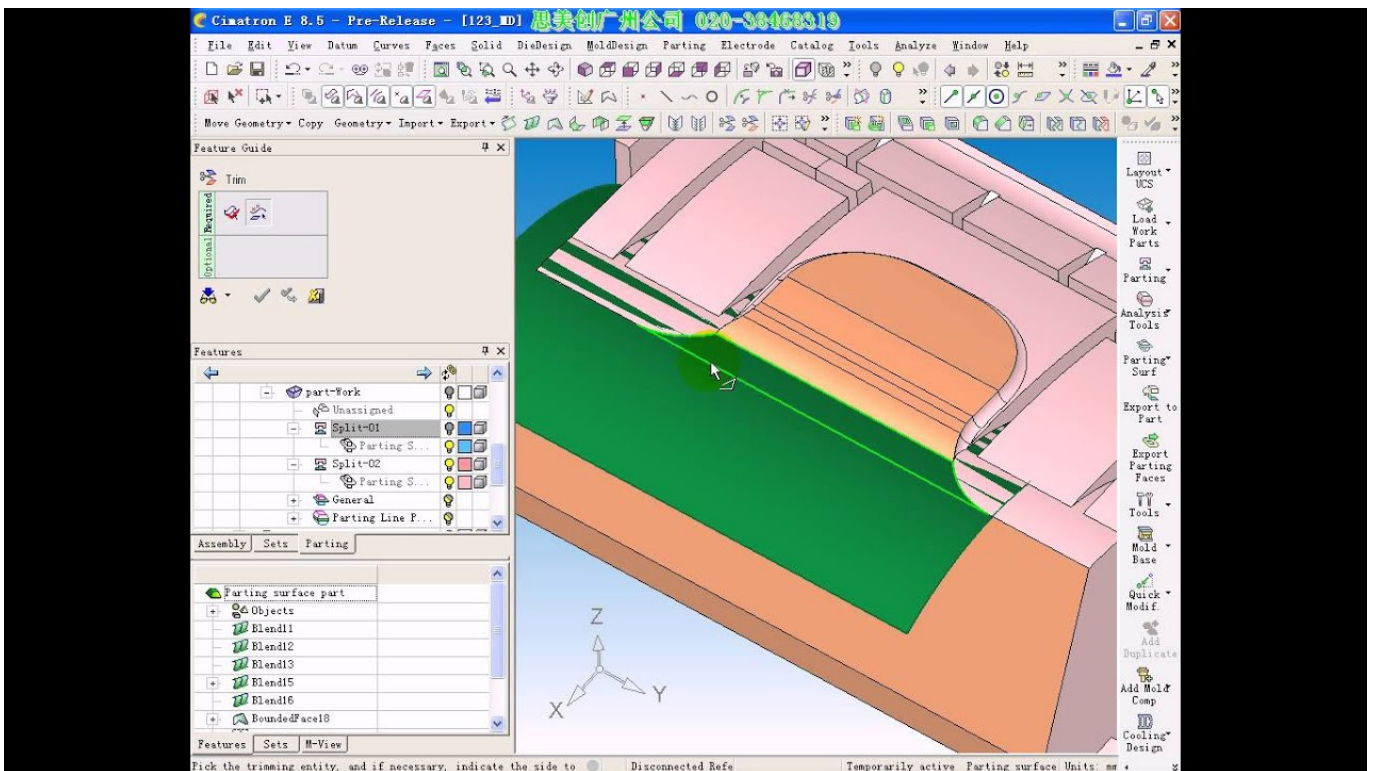 Cimatron E 8.5 - Pre-Release - [123_MD] 思美创广州公司 020-38468319
File Edit View Datum Curves Faces Solid DieDesign MoldDesign Parting Electrode Catalog Tools Analyze Window Help
Move Geometry Copy Geometry Import Export
Feature Guide
Trim
Required
Optional
Features
part-Work
Unassigned
Split-01
Parting S...
Split-02
Parting S...
General
Parting Line P...
Assembly Sets Parting
Parting surface part
Objects
Blend11
Blend12
Blend13
Blend15
Blend16
BoundedFace18
Features Sets M-View
Z
Y
X
Layout
UCS
Load
Work
Parts
Parting
Analysis
Tools
Parting
Surf
Export to
Part
Export
Parting
Faces
Tools
Mold
Base
Quick
Modif.
Add
Duplicate
Add Mold
Comp
Cooling
Design
Pick the trimming entity, and if necessary, indicate the side to Disconnected Refe Temporarily active Parting surface Units: mm